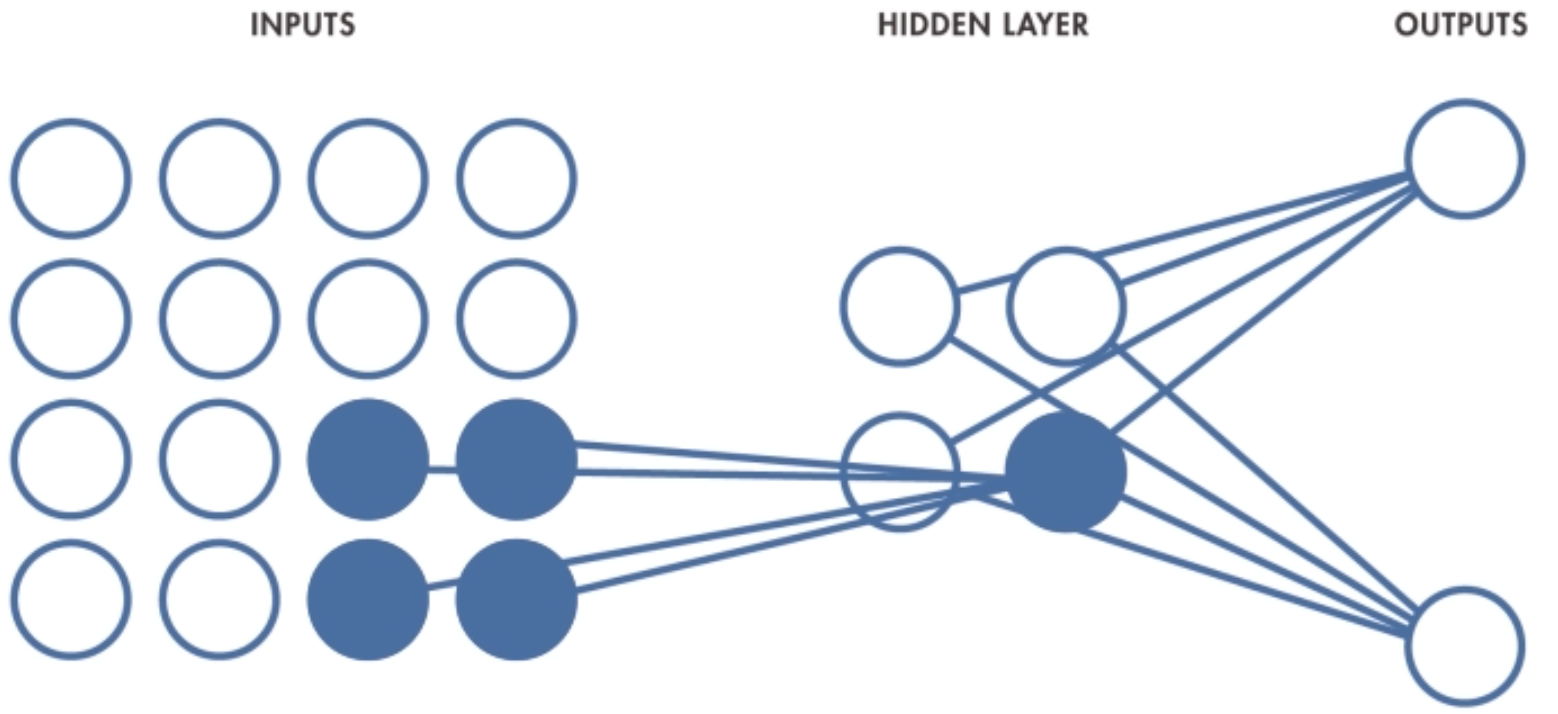 INPUTS
HIDDEN LAYER
OUTPUTS